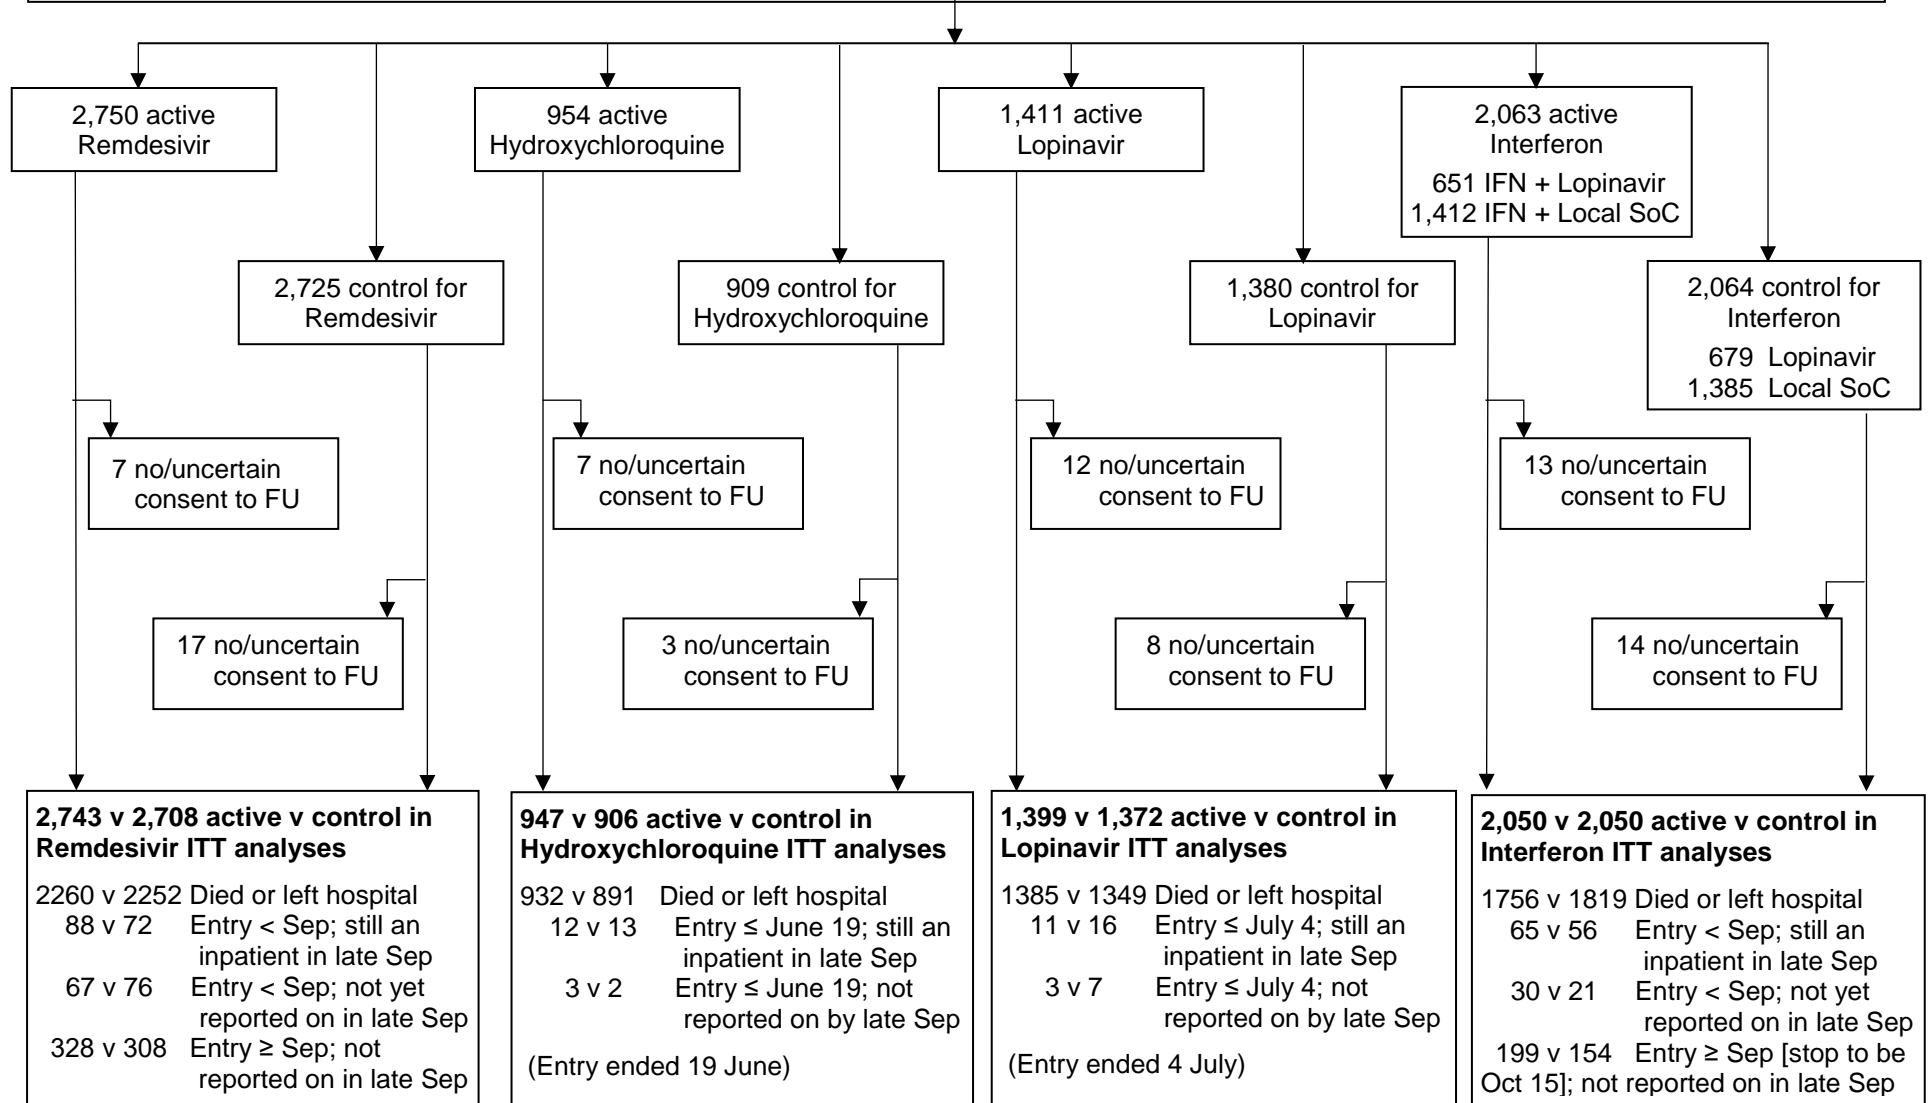 2,750 active
Remdesivir
954 active
Hydroxychloroquine
1,411 active
Lopinavir
2,063 active
Interferon
651 IFN + Lopinavir
1,412 IFN + Local SoC
2,725 control for
Remdesivir
909 control for
Hydroxychloroquine
1,380 control for
Lopinavir
2,064 control for
Interferon
679 Lopinavir
1,385 Local SoC
7 no/uncertain
consent to FU
7 no/uncertain
consent to FU
12 no/uncertain
consent to FU
13 no/uncertain
consent to FU
17 no/uncertain
consent to FU
3 no/uncertain
consent to FU
8 no/uncertain
consent to FU
14 no/uncertain
consent to FU
2,743 v 2,708 active v control in
Remdesivir ITT analyses
2260 v 2252 Died or left hospital
88 v 72 Entry < Sep; still an
inpatient in late Sep
67 v 76 Entry < Sep; not yet
reported on in late Sep
328 v 308 Entry ≥ Sep; not
reported on in late Sep
947 v 906 active v control in
Hydroxychloroquine ITT analyses
932 v 891 Died or left hospital
12 v 13 Entry ≤ June 19; still an
inpatient in late Sep
3 v 2 Entry ≤ June 19; not
reported on by late Sep
(Entry ended 19 June)
1,399 v 1,372 active v control in
Lopinavir ITT analyses
1385 v 1349 Died or left hospital
11 v 16 Entry ≤ July 4; still an
inpatient in late Sep
3 v 7 Entry ≤ July 4; not
reported on by late Sep
(Entry ended 4 July)
2,050 v 2,050 active v control in
Interferon ITT analyses
1756 v 1819 Died or left hospital
65 v 56 Entry < Sep; still an
inpatient in late Sep
30 v 21 Entry < Sep; not yet
reported on in late Sep
199 v 154 Entry ≥ Sep [stop to be
Oct 15]; not reported on in late Sep